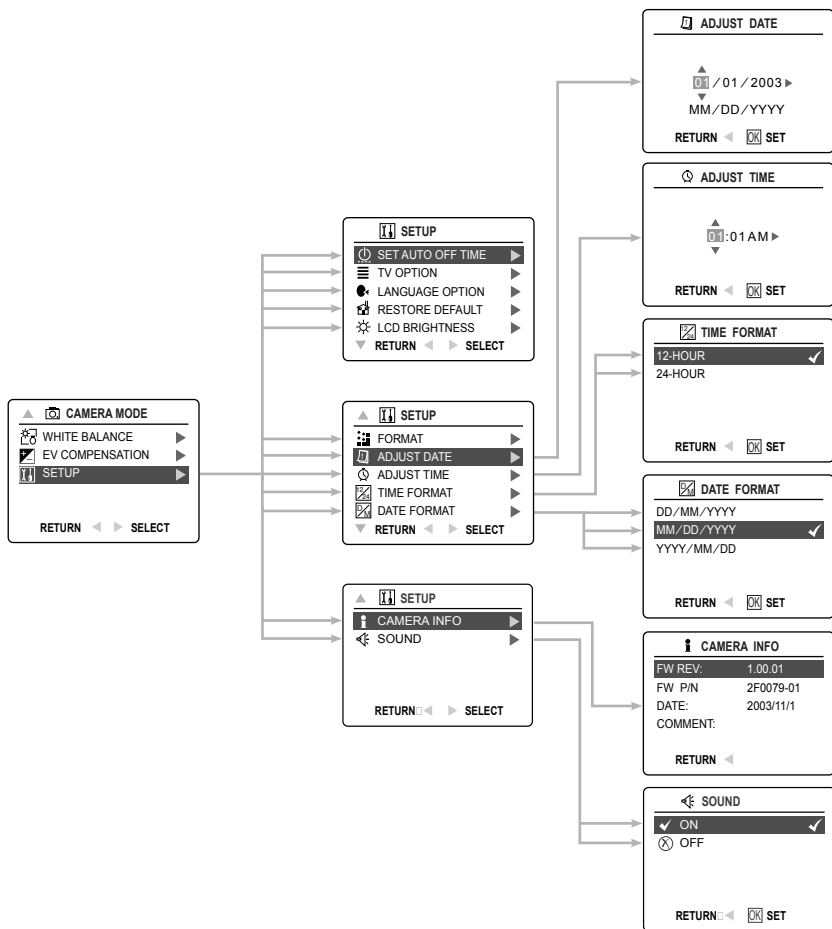 CAMERA MODE
WHITE BALANCE
EV COMPENSATION
SETUP
RETURN SELECT
SETUP
SET AUTO OFF TIME
TV OPTION
LANGUAGE OPTION
RESTORE DEFAULT
LCD BRIGHTNESS
RETURN SELECT
SETUP
FORMAT
ADJUST DATE
ADJUST TIME
12/24 TIME FORMAT
D/M DATE FORMAT
RETURN SELECT
SETUP
CAMERA INFO
SOUND
RETURN SELECT
ADJUST DATE
01/01/2003
MM/DD/YYYY
RETURN OK SET
ADJUST TIME
01:01AM
RETURN OK SET
12/24 TIME FORMAT
12-HOUR
24-HOUR
RETURN OK SET
D/M DATE FORMAT
DD/MM/YYYY
MM/DD/YYYY
YYYY/MM/DD
RETURN OK SET
CAMERA INFO
FW REV: 1.00.01
FW P/N 2F0079-01
DATE: 2003/11/1
COMMENT:
RETURN
SOUND
ON
OFF
RETURN OK SET